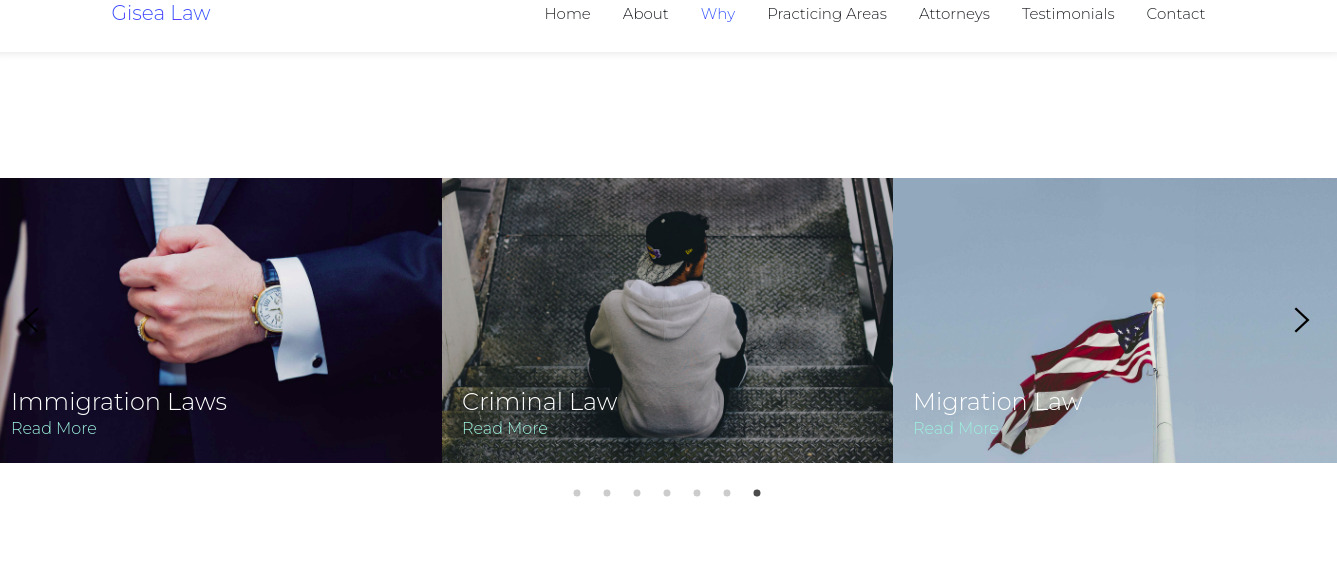 Gisea Law
Home About Why Practicing Areas Attorneys Testimonials Contact
Immigration Laws
Read More
Criminal Law
Read More
Migration Law
Read More